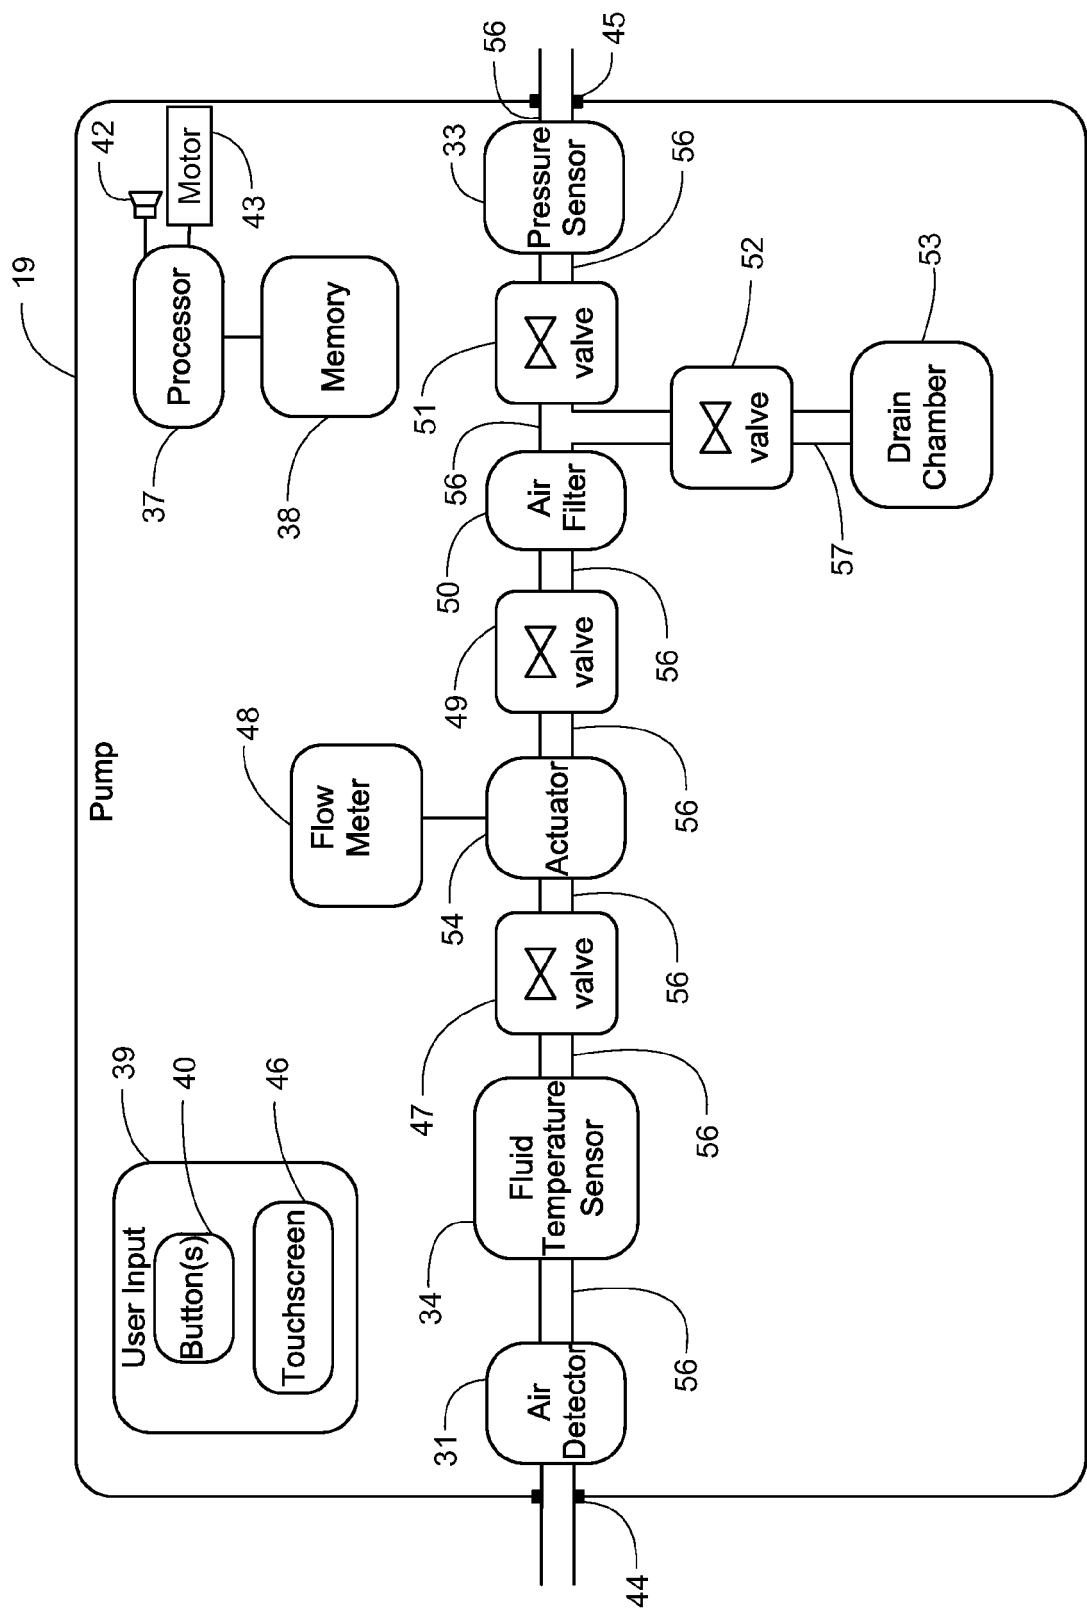 Pump
19
User Input
39
Button(s)
40
Touchscreen
46
Processor
37
42
Motor
43
Memory
38
Flow
Meter
48
44
Air
Detector
31
56
Fluid
Temperature
Sensor
34
56
valve
47
56
Actuator
54
56
valve
49
56
Air
Filter
50
56
valve
51
56
Pressure
Sensor
33
56
45
valve
52
57
Drain
Chamber
53